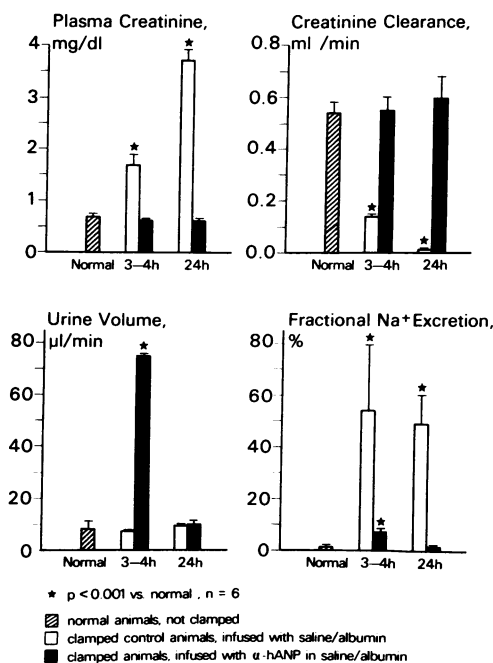 Plasma Creatinine,
mg/dl
4
3
2
1
0
★
★
Normal 3–4h 24h
Creatinine Clearance,
ml /min
0.8
0.6
0.4
0.2
0.0
★
★
Normal 3–4h 24h
Urine Volume,
µl/min
80
60
40
20
0
★
Normal 3–4h 24h
Fractional Na+ Excretion,
%
80
60
40
20
0
★
★
★
Normal 3–4h 24h
★ p < 0.001 vs. normal , n = 6
normal animals, not clamped
clamped control animals, infused with saline/albumin
clamped animals, infused with α-hANP in saline/albumin